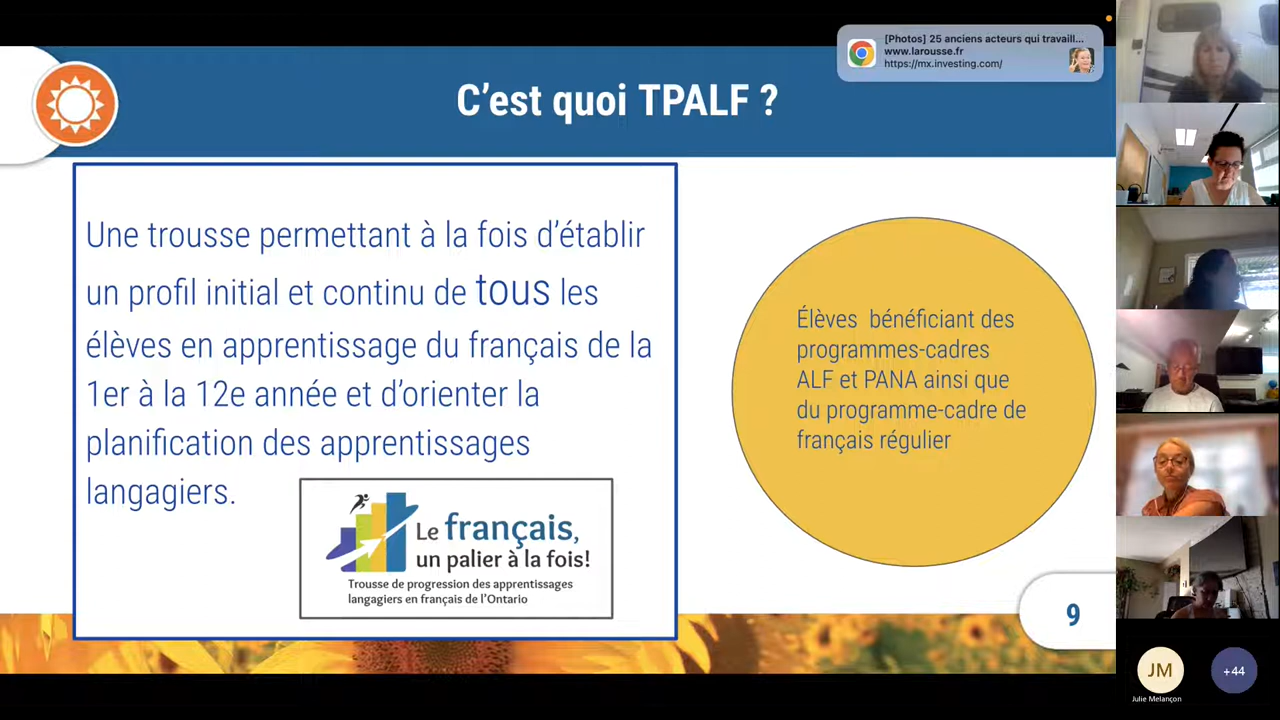 [Photos] 25 anciens acteurs qui travaill...
www.larousse.fr
https://mx.investing.com/
C'est quoi TPALF ?
Une trousse permettant à la fois d'établir
un profil initial et continu de tous les
élèves en apprentissage du français de la
1er à la 12e année et d'orienter la
planification des apprentissages
langagiers.
Le français,
un palier à la fois!
Trousse de progression des apprentissages
langagiers en français de l'Ontario
Élèves bénéficiant des
programmes-cadres
ALF et PANA ainsi que
du programme-cadre de
français régulier
9
JM
Julie Melançon
+44